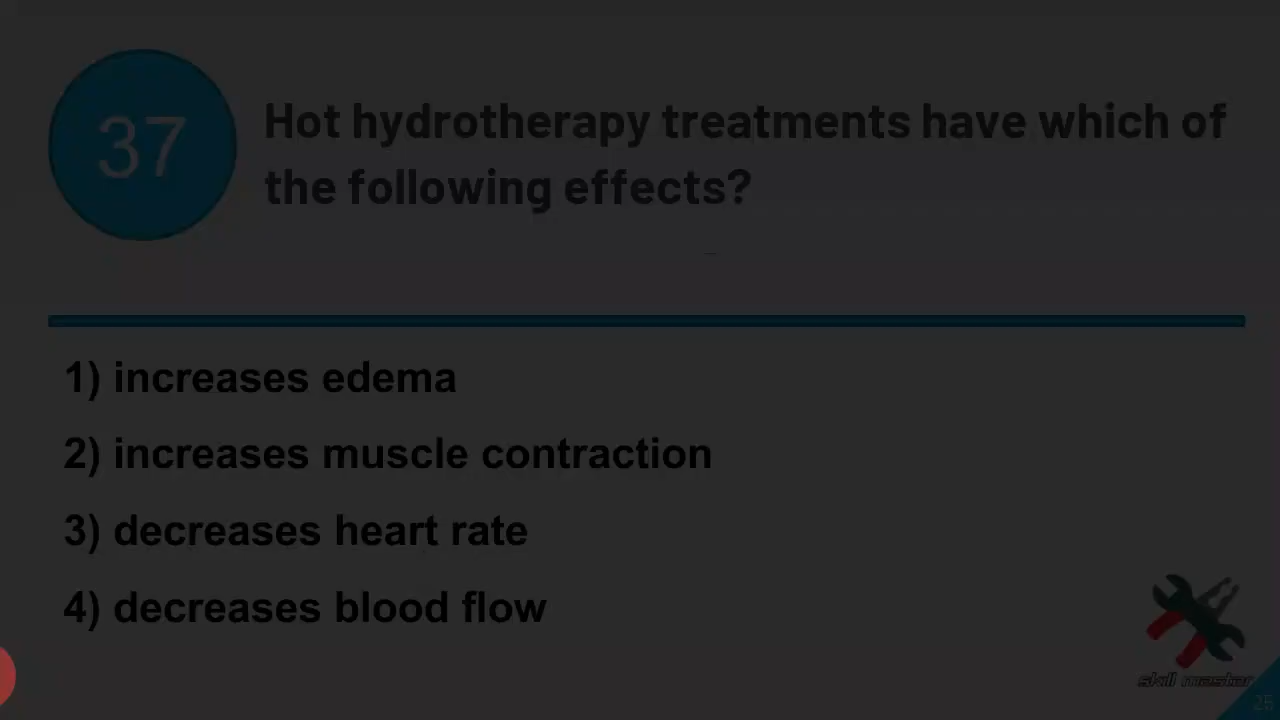 37
Hot hydrotherapy treatments have which of
the following effects?
1) increases edema
2) increases muscle contraction
3) decreases heart rate
4) decreases blood flow
skill master
25